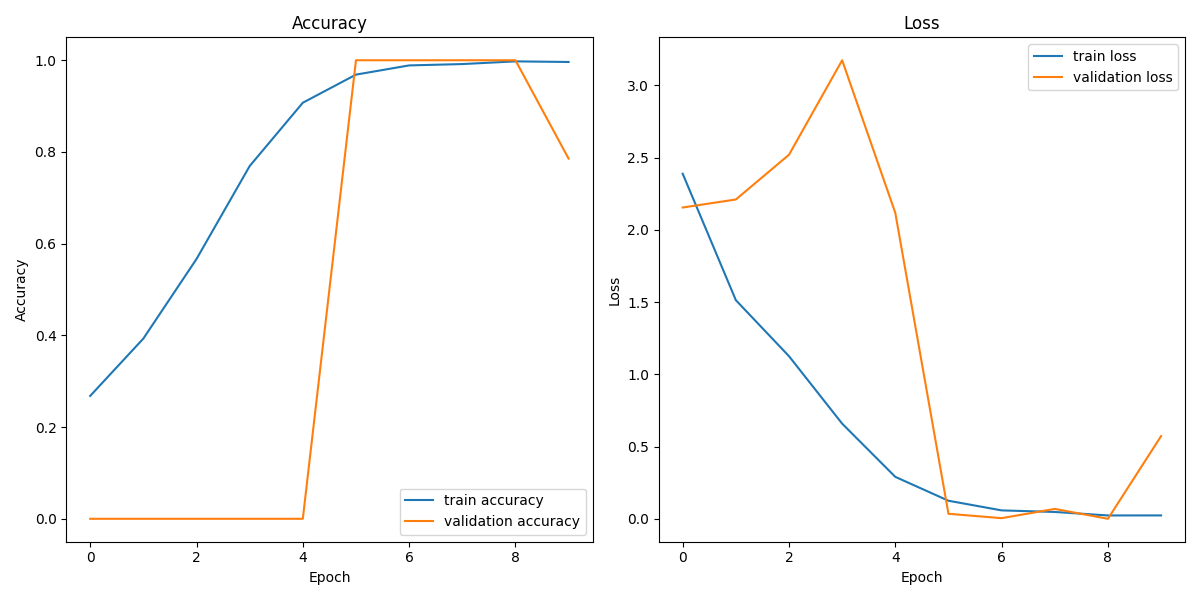 Accuracy
1.0
0.8
0.6
0.4
0.2
0.0
Accuracy
train accuracy
validation accuracy
0 2 4 6 8
Epoch
Loss
3.0
2.5
2.0
1.5
1.0
0.5
0.0
Loss
train loss
validation loss
0 2 4 6 8
Epoch